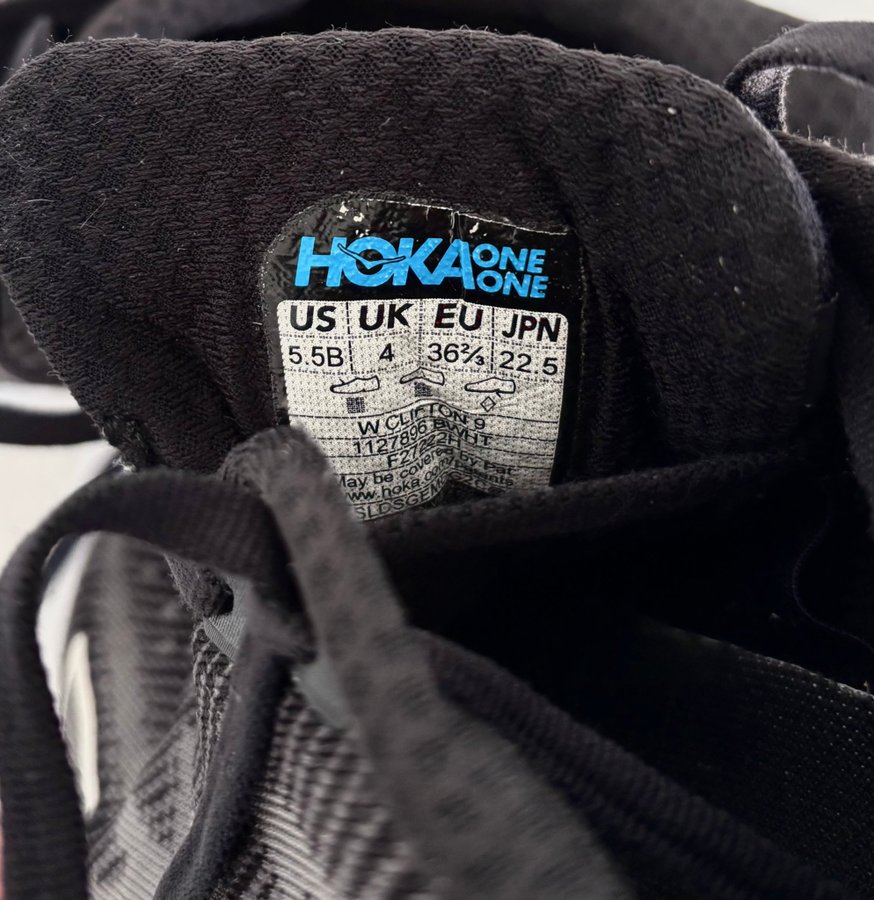 HOKA ONE ONE
US UK EU JPN
5.5B 4 36⅔ 22.5
W CLIFTON 9
1127896 BWHT
May be covered by Pat
www.hoka.com/